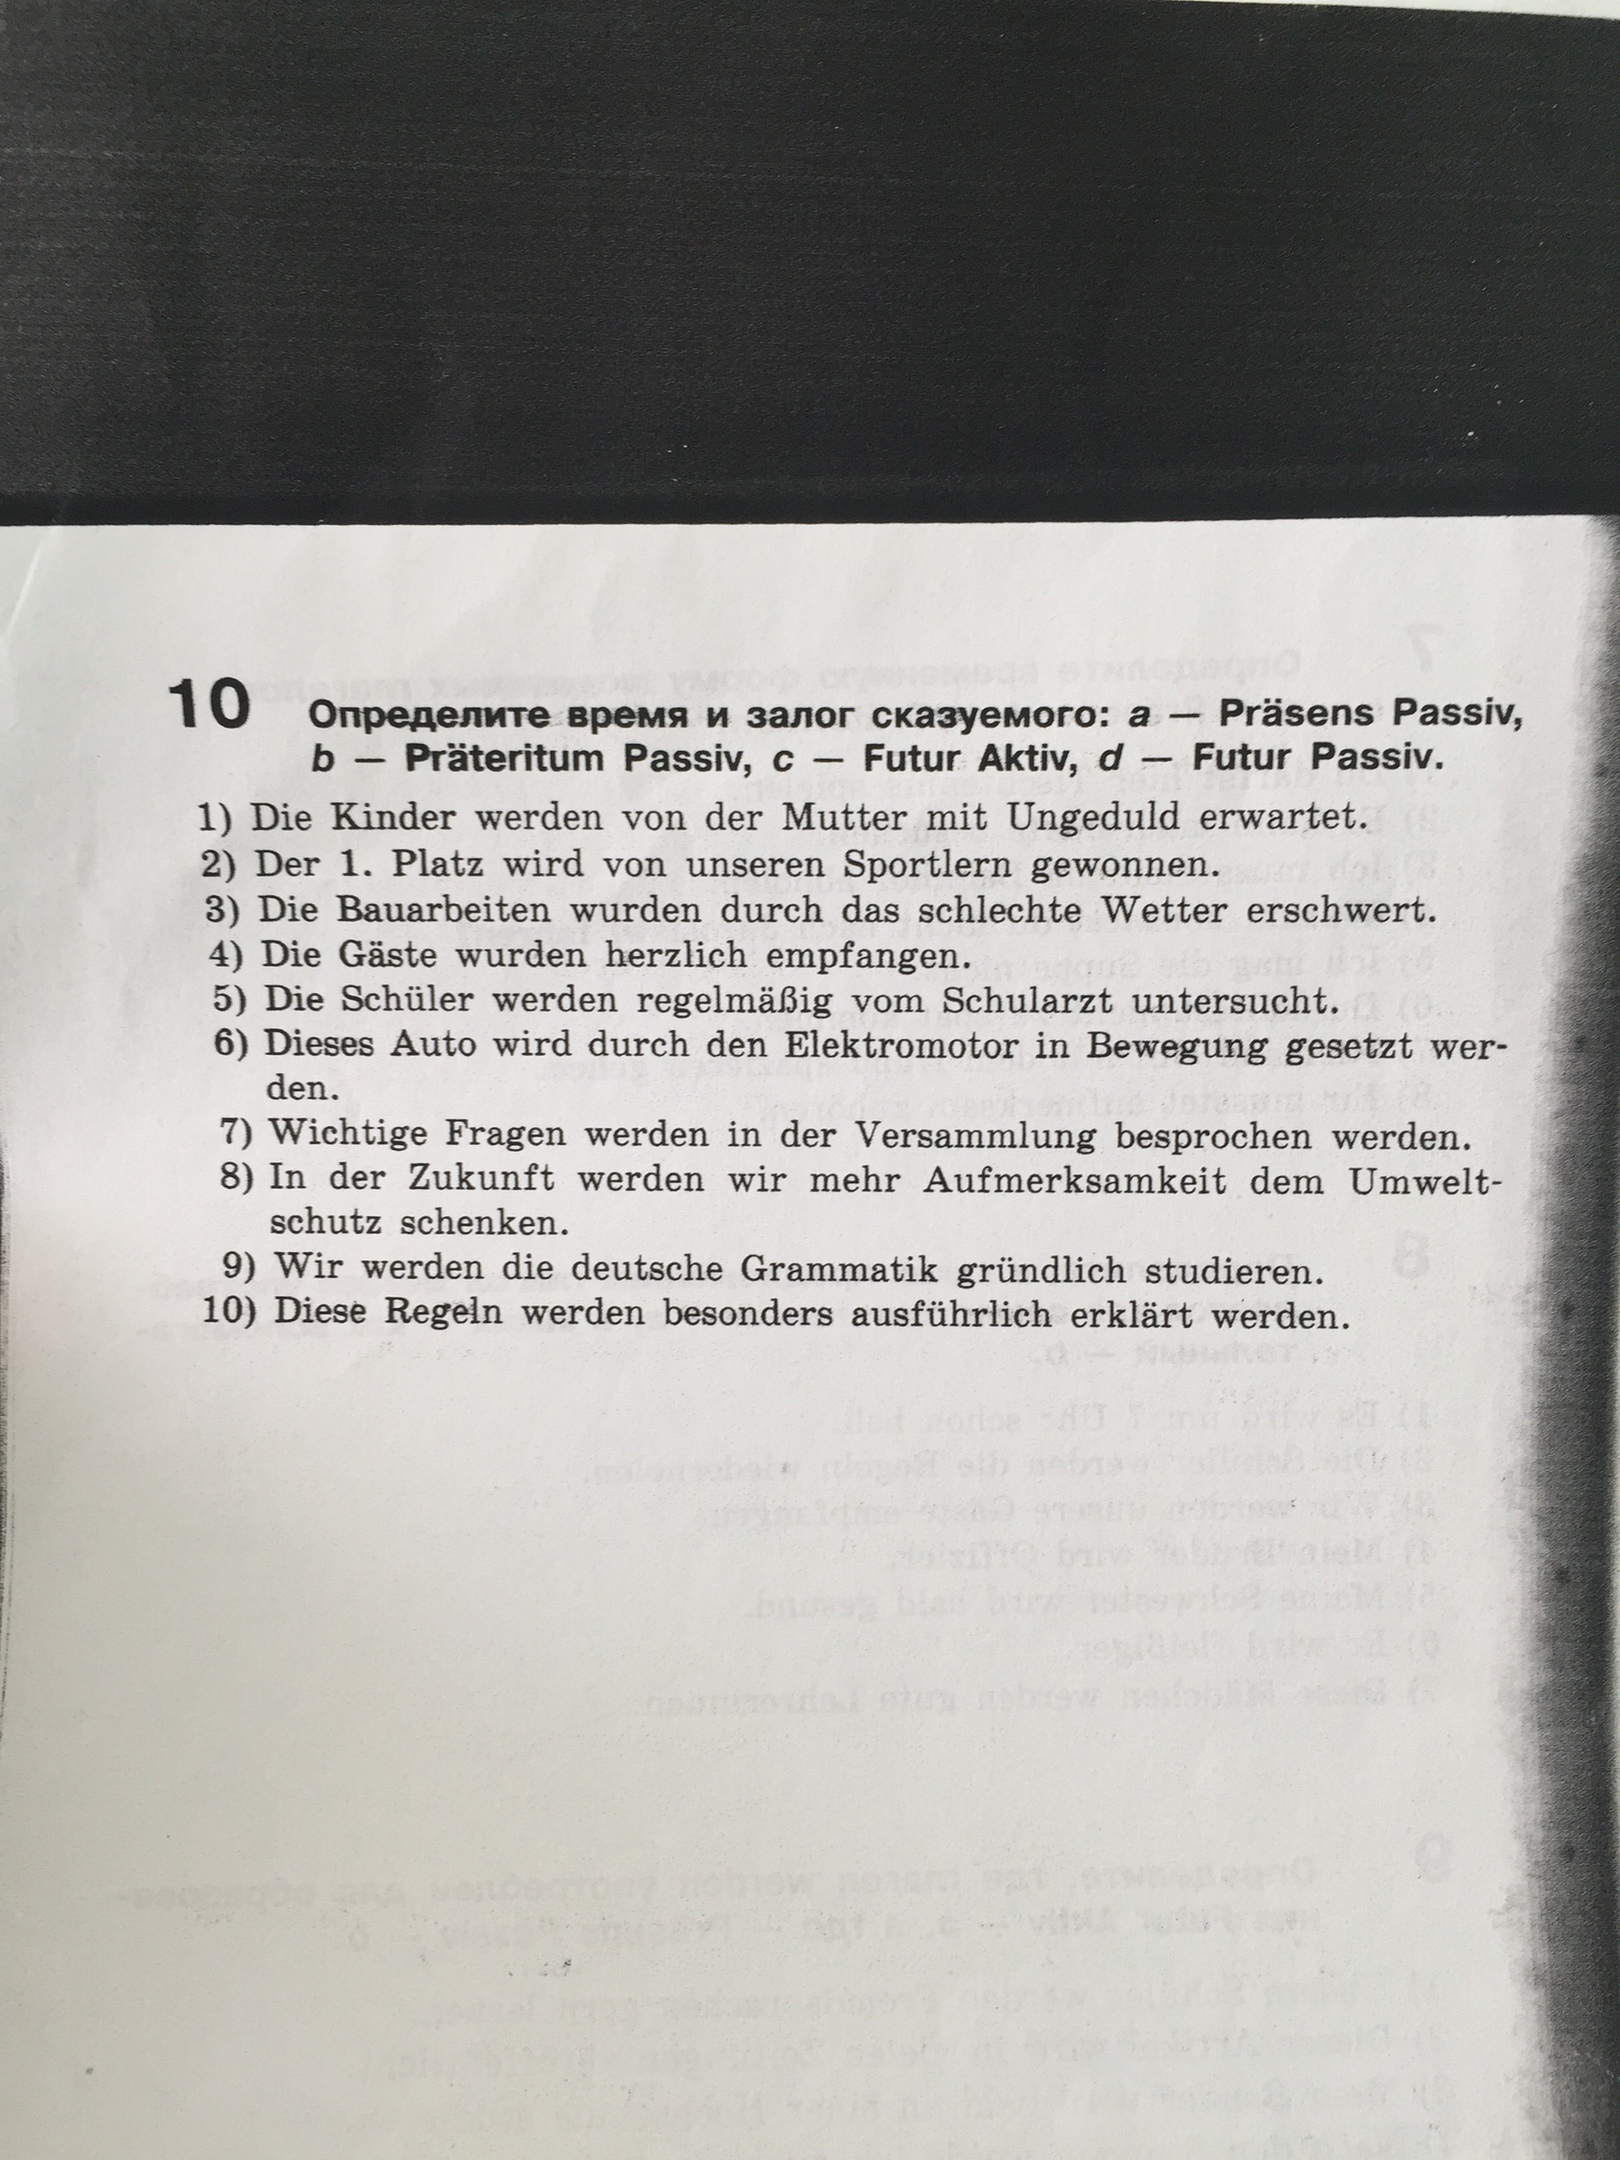 10 Определите время и залог сказуемого: a — Präsens Passiv,
b — Präteritum Passiv, c — Futur Aktiv, d — Futur Passiv.
1) Die Kinder werden von der Mutter mit Ungeduld erwartet.
2) Der 1. Platz wird von unseren Sportlern gewonnen.
3) Die Bauarbeiten wurden durch das schlechte Wetter erschwert.
4) Die Gäste wurden herzlich empfangen.
5) Die Schüler werden regelmäßig vom Schularzt untersucht.
6) Dieses Auto wird durch den Elektromotor in Bewegung gesetzt wer-
den.
7) Wichtige Fragen werden in der Versammlung besprochen werden.
8) In der Zukunft werden wir mehr Aufmerksamkeit dem Umwelt-
schutz schenken.
9) Wir werden die deutsche Grammatik gründlich studieren.
10) Diese Regeln werden besonders ausführlich erklärt werden.